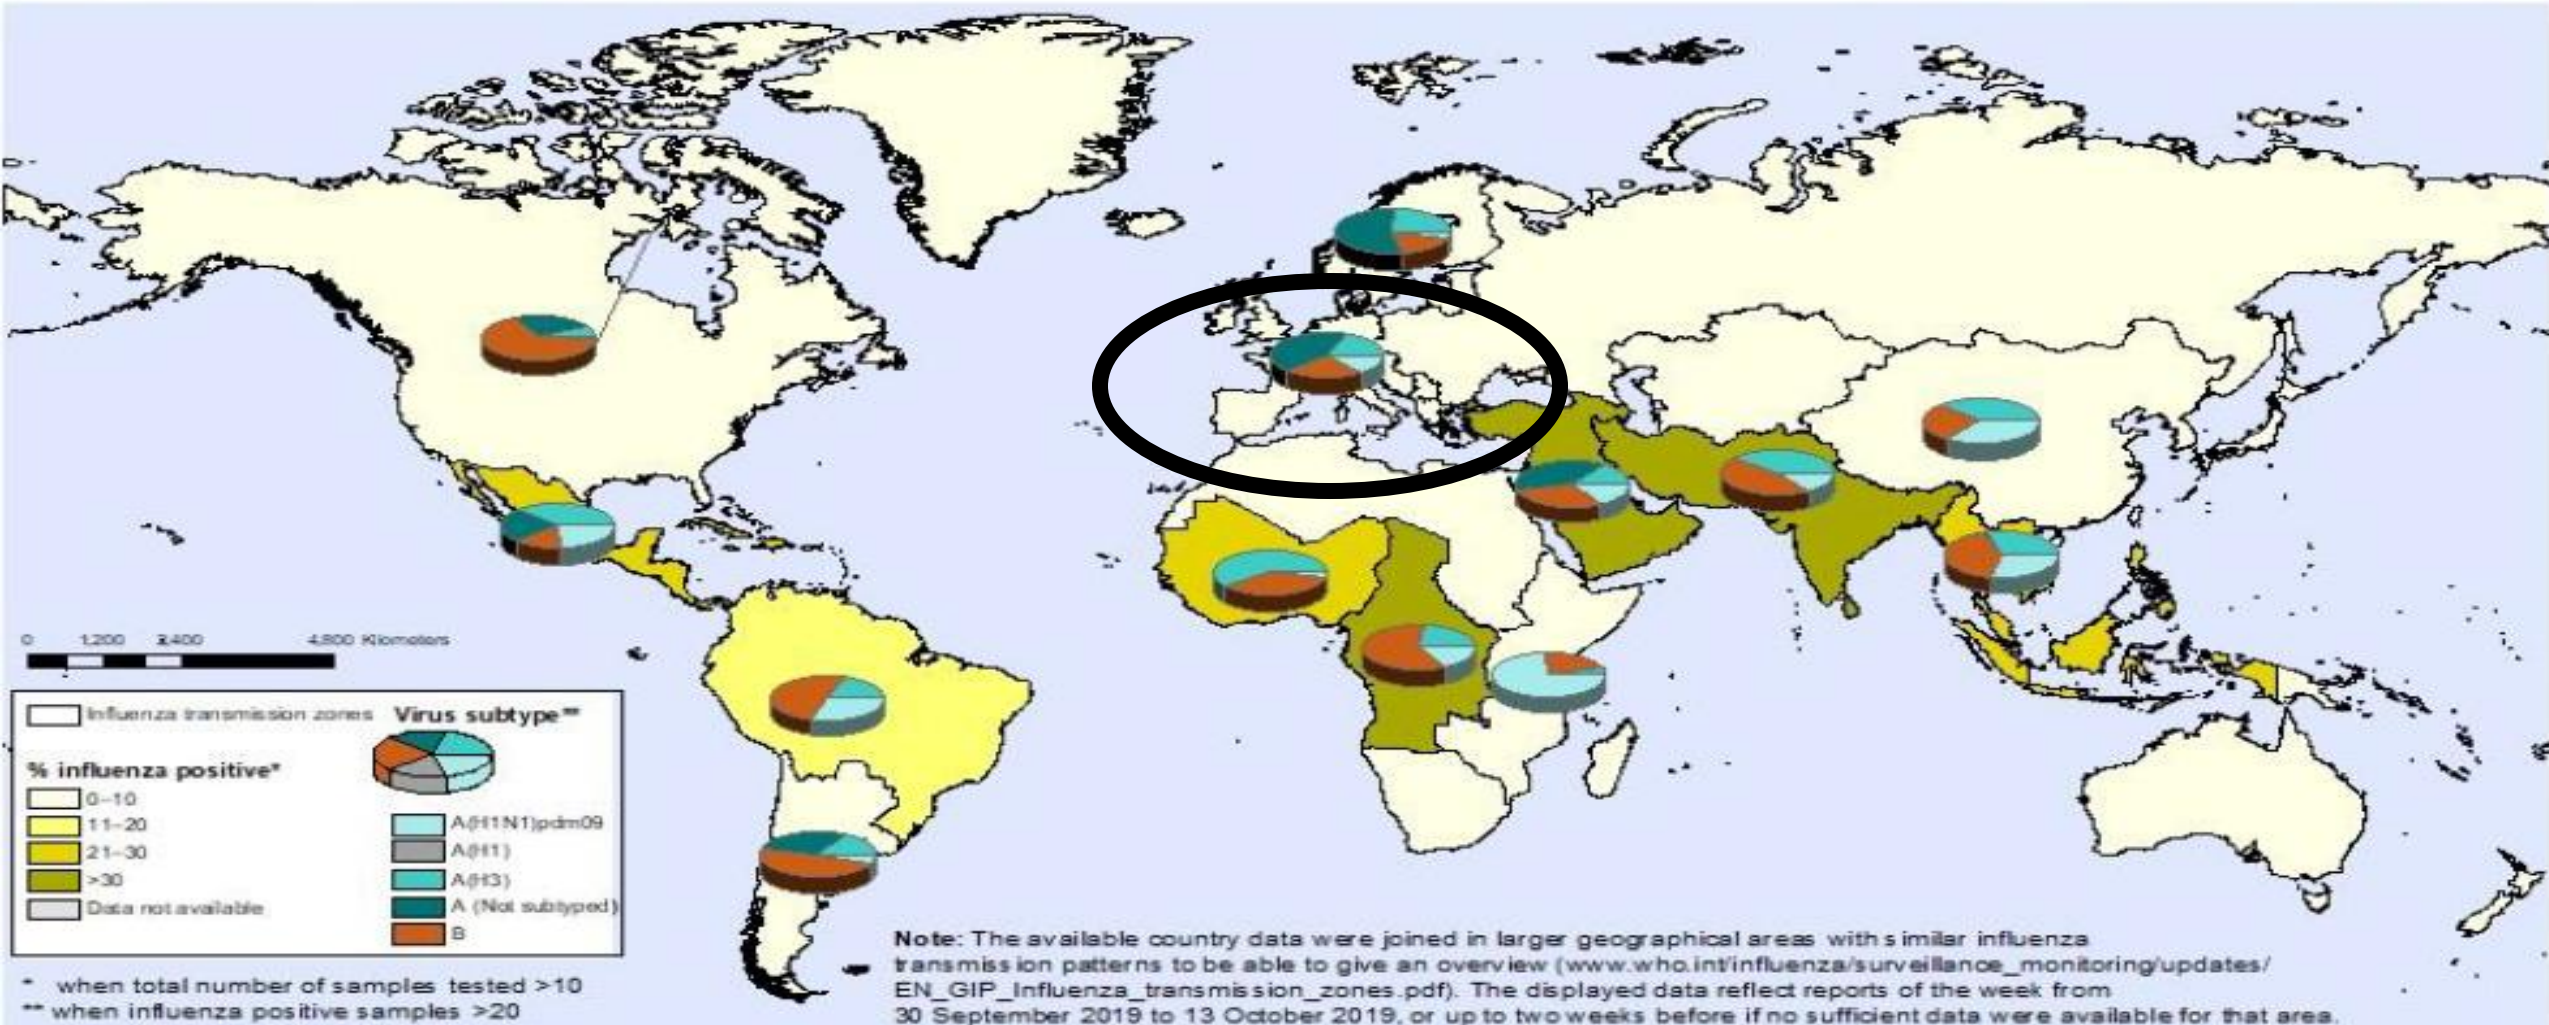 0 1,200 2,400 4,800 Kilometers
Influenza transmission zones
Virus subtype**
% influenza positive*
0-10
11-20
21-30
>30
Data not available
A(H1N1)pdm09
A(H1)
A(H3)
A (Not subtyped)
B
* when total number of samples tested >10
** when influenza positive samples >20
Note: The available country data were joined in larger geographical areas with similar influenza
transmission patterns to be able to give an overview (www.who.int/influenza/surveillance_monitoring/updates/
EN_GIP_Influenza_transmission_zones.pdf). The displayed data reflect reports of the week from
30 September 2019 to 13 October 2019, or up to two weeks before if no sufficient data were available for that area.